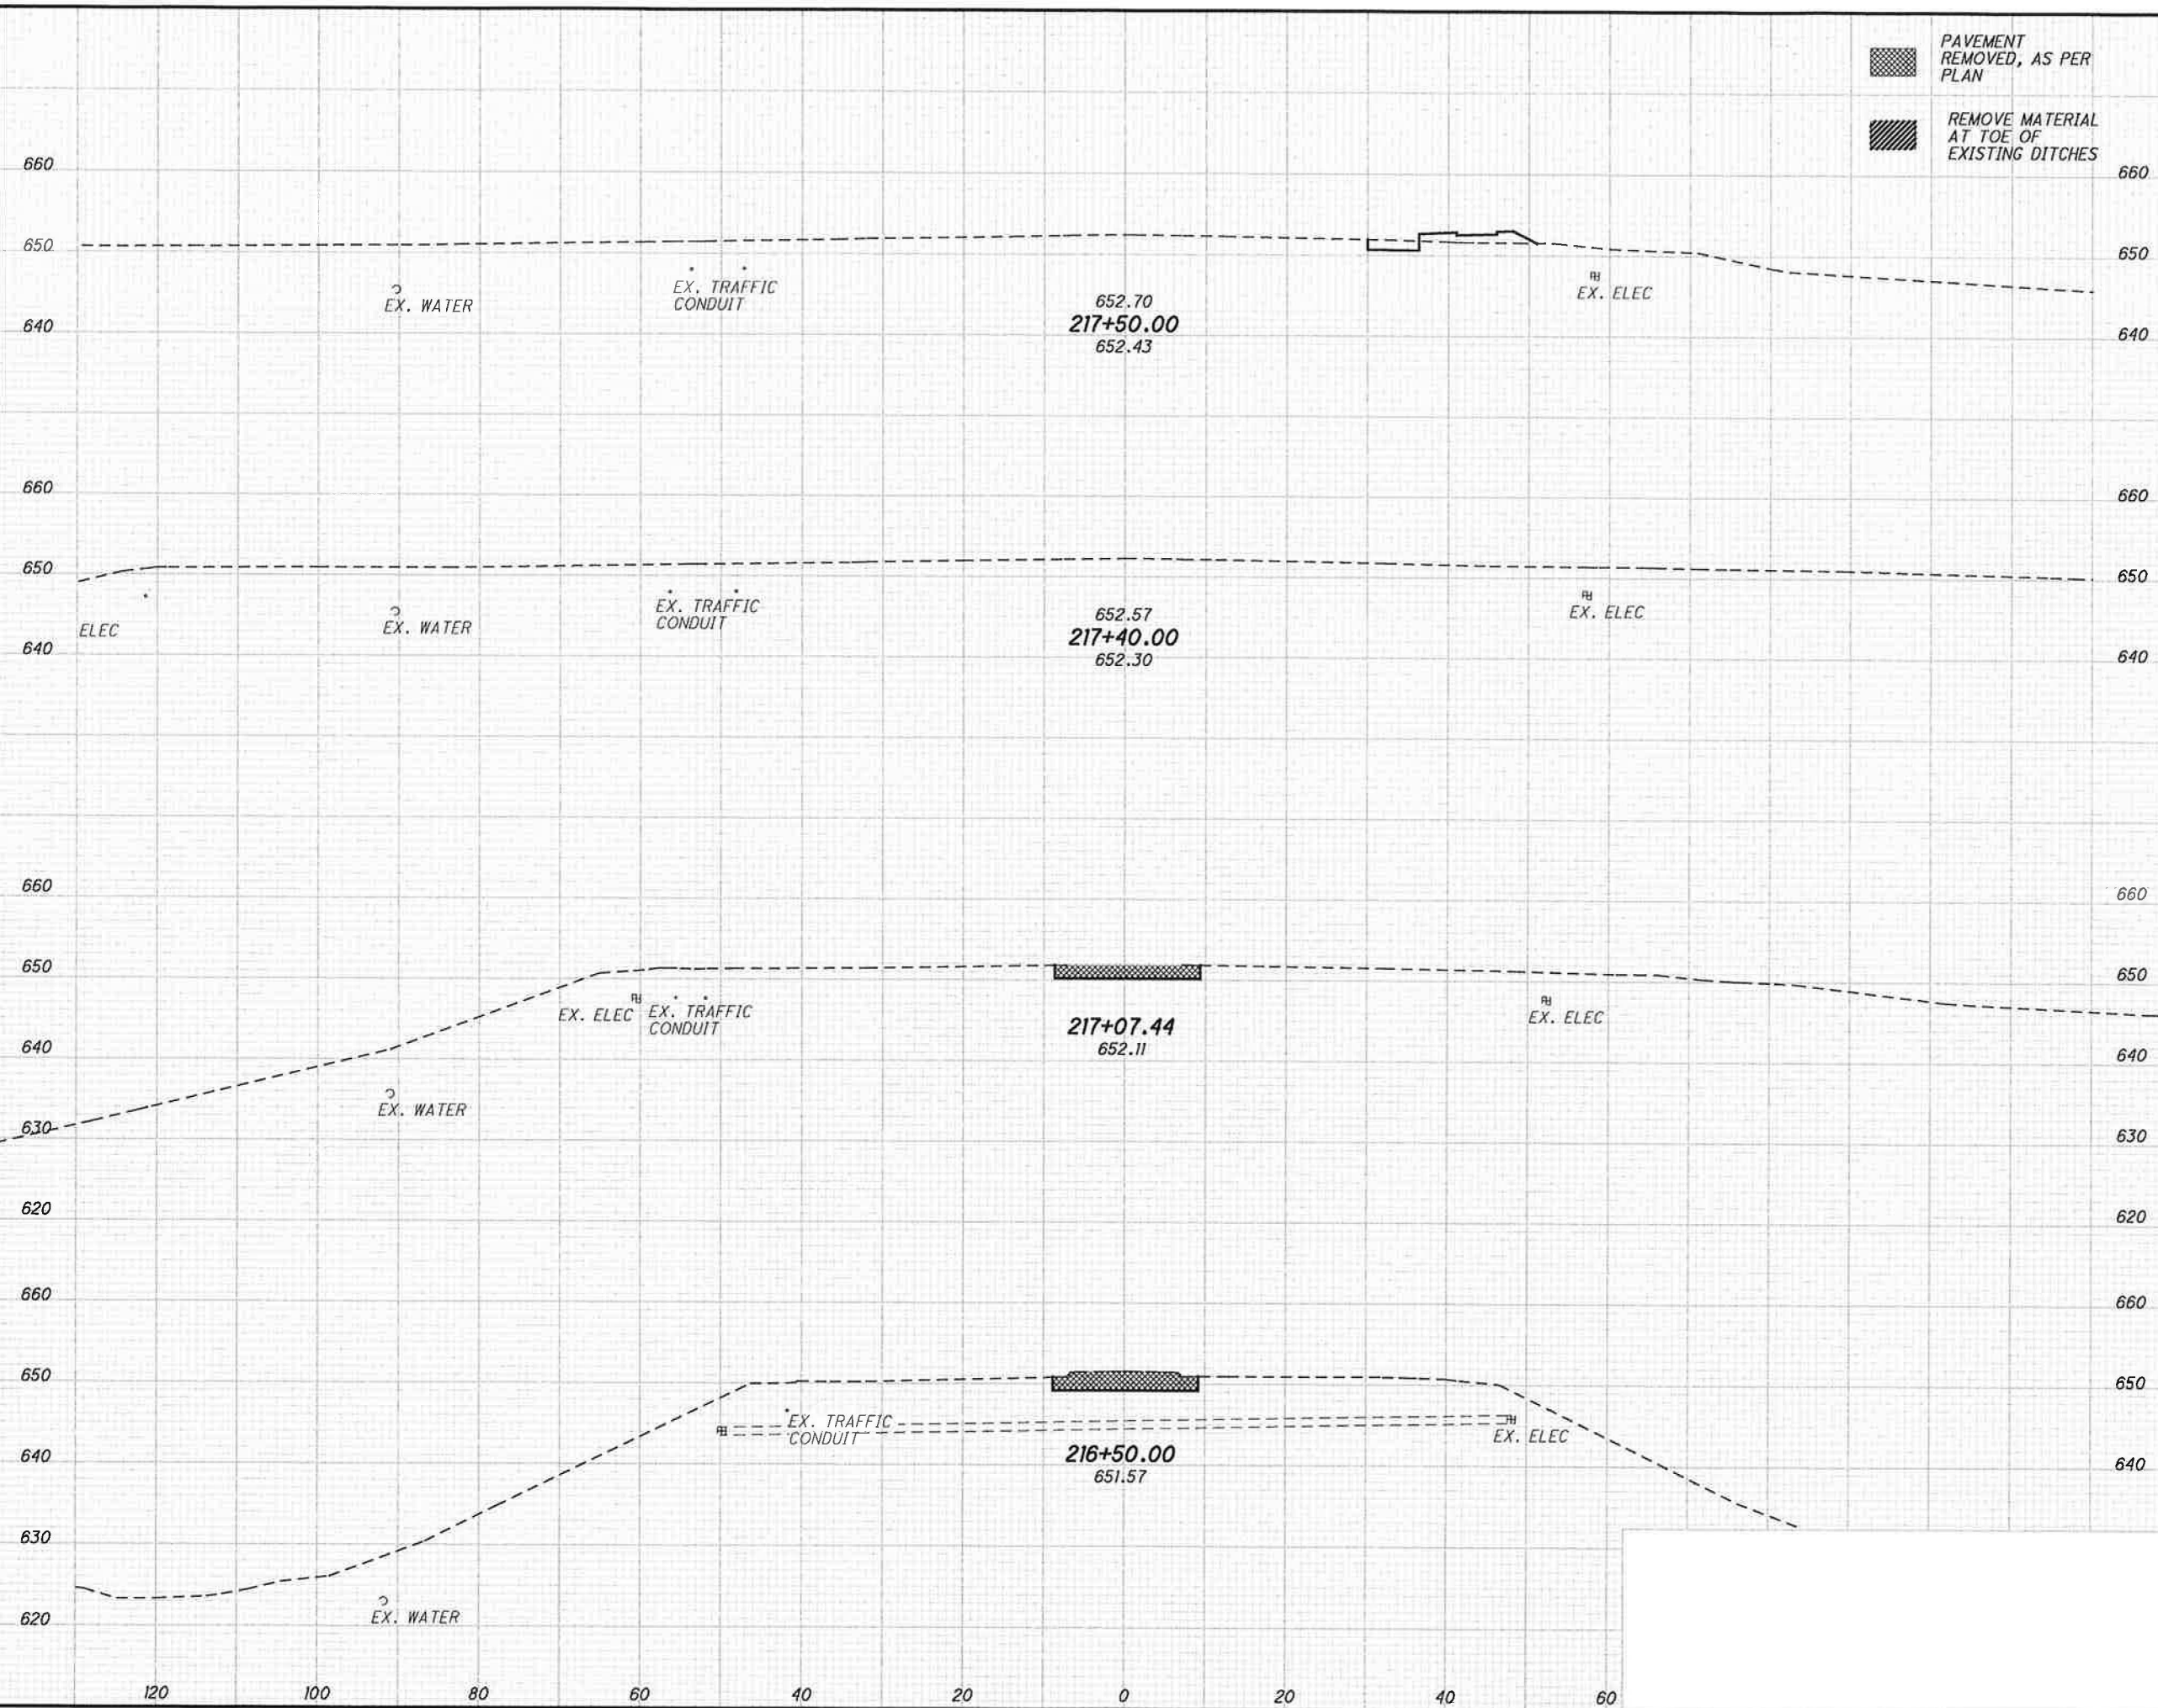 PAVEMENT
REMOVED, AS PER
PLAN
REMOVE MATERIAL
AT TOE OF
EXISTING DITCHES
660 660
650 650
EX. WATER
EX. TRAFFIC
CONDUIT
EX. ELEC
640 640
652.70
217+50.00
652.43
660 660
650 650
ELEC
EX. WATER
EX. TRAFFIC
CONDUIT
EX. ELEC
640 640
652.57
217+40.00
652.30
660 660
650 650
EX. ELEC
EX. TRAFFIC
CONDUIT
EX. ELEC
217+07.44
652.11
640 640
EX. WATER
630 630
620 620
660 660
650 650
EX. TRAFFIC
CONDUIT
EX. ELEC
216+50.00
651.57
640 640
630
EX. WATER
620
120 100 80 60 40 20 0 20 40 60